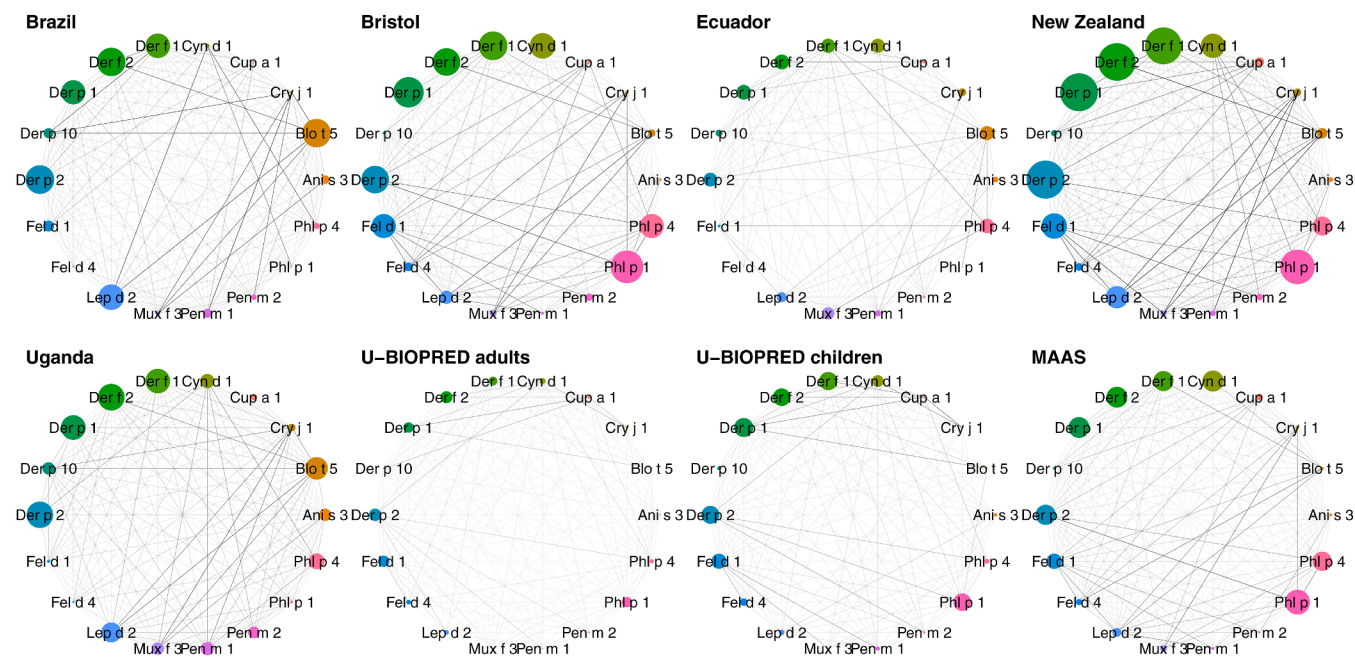 Brazil
Der f 1 Cyn d 1
Der f 2 Cup a 1
Der p 1 Cry j 1
Der p 10 Blo t 5
Der p 2 Ani s 3
Fel d 1 Phl p 4
Fel d 4 Phl p 1
Lep d 2 Pen m 2
Mux f 3 Pen m 1
Bristol
Der f 1 Cyn d 1
Der f 2 Cup a 1
Der p 1 Cry j 1
Der p 10 Blo t 5
Der p 2 Ani s 3
Fel d 1 Phl p 4
Fel d 4 Phl p 1
Lep d 2 Pen m 2
Mux f 3 Pen m 1
Ecuador
Der f 1 Cyn d 1
Der f 2 Cup a 1
Der p 1 Cry j 1
Der p 10 Blo t 5
Der p 2 Ani s 3
Fel d 1 Phl p 4
Fel d 4 Phl p 1
Lep d 2 Pen m 2
Mux f 3 Pen m 1
New Zealand
Der f 1 Cyn d 1
Der f 2 Cup a 1
Der p 1 Cry j 1
Der p 10 Blo t 5
Der p 2 Ani s 3
Fel d 1 Phl p 4
Fel d 4 Phl p 1
Lep d 2 Pen m 2
Mux f 3 Pen m 1
Uganda
Der f 1 Cyn d 1
Der f 2 Cup a 1
Der p 1 Cry j 1
Der p 10 Blo t 5
Der p 2 Ani s 3
Fel d 1 Phl p 4
Fel d 4 Phl p 1
Lep d 2 Pen m 2
Mux f 3 Pen m 1
U−BIOPRED adults
Der f 1 Cyn d 1
Der f 2 Cup a 1
Der p 1 Cry j 1
Der p 10 Blo t 5
Der p 2 Ani s 3
Fel d 1 Phl p 4
Fel d 4 Phl p 1
Lep d 2 Pen m 2
Mux f 3 Pen m 1
U−BIOPRED children
Der f 1 Cyn d 1
Der f 2 Cup a 1
Der p 1 Cry j 1
Der p 10 Blo t 5
Der p 2 Ani s 3
Fel d 1 Phl p 4
Fel d 4 Phl p 1
Lep d 2 Pen m 2
Mux f 3 Pen m 1
MAAS
Der f 1 Cyn d 1
Der f 2 Cup a 1
Der p 1 Cry j 1
Der p 10 Blo t 5
Der p 2 Ani s 3
Fel d 1 Phl p 4
Fel d 4 Phl p 1
Lep d 2 Pen m 2
Mux f 3 Pen m 1